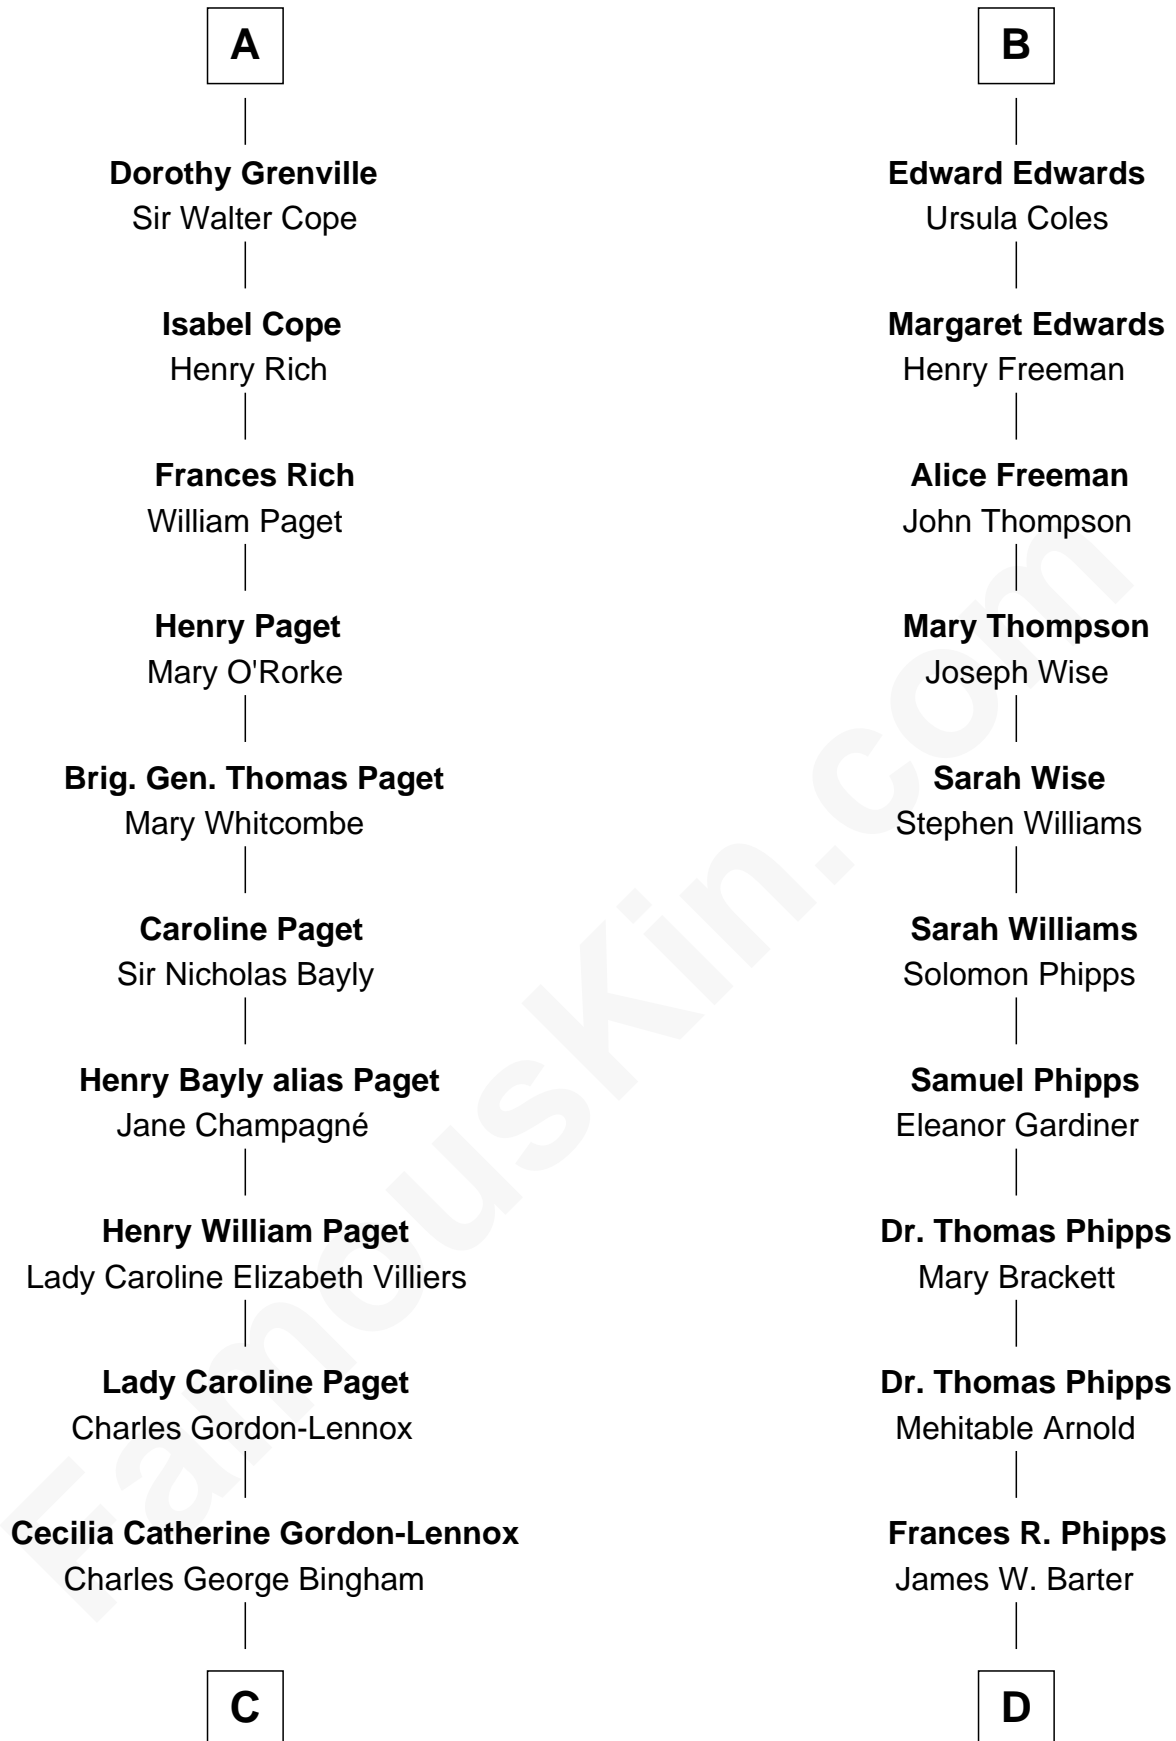 A
Dorothy Grenville
Sir Walter Cope
Isabel Cope
Henry Rich
Frances Rich
William Paget
Henry Paget
Mary O'Rorke
Brig. Gen. Thomas Paget
Mary Whitcombe
Caroline Paget
Sir Nicholas Bayly
Henry Bayly alias Paget
Jane Champagné
Henry William Paget
Lady Caroline Elizabeth Villiers
Lady Caroline Paget
Charles Gordon-Lennox
Cecilia Catherine Gordon-Lennox
Charles George Bingham
C
B
Edward Edwards
Ursula Coles
Margaret Edwards
Henry Freeman
Alice Freeman
John Thompson
Mary Thompson
Joseph Wise
Sarah Wise
Stephen Williams
Sarah Williams
Solomon Phipps
Samuel Phipps
Eleanor Gardiner
Dr. Thomas Phipps
Mary Brackett
Dr. Thomas Phipps
Mehitable Arnold
Frances R. Phipps
James W. Barter
D
FamousKin.com